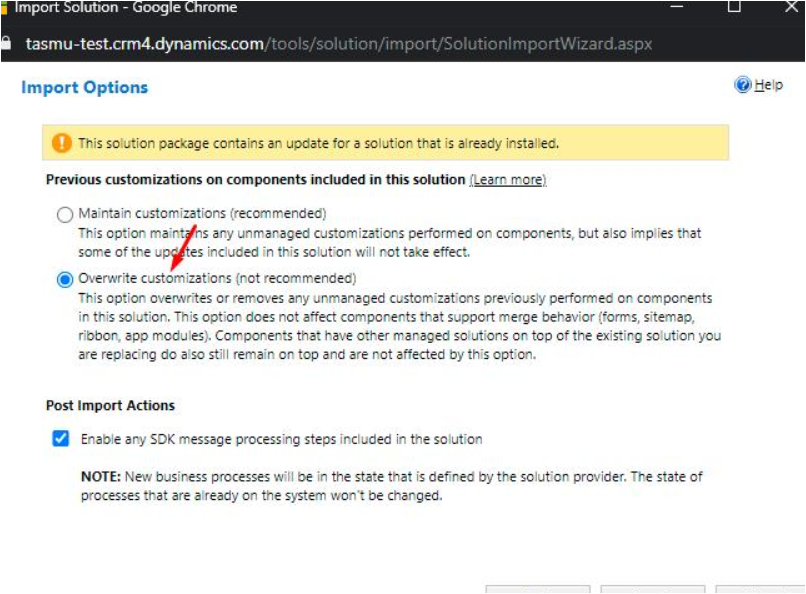 Import Solution - Google Chrome
tasmu-test.crm4.dynamics.com/tools/solution/import/SolutionImportWizard.aspx
Import Options
Help
This solution package contains an update for a solution that is already installed.
Previous customizations on components included in this solution (Learn more)
Maintain customizations (recommended)
This option maintains any unmanaged customizations performed on components, but also implies that
some of the updates included in this solution will not take effect.
Overwrite customizations (not recommended)
This option overwrites or removes any unmanaged customizations previously performed on components
in this solution. This option does not affect components that support merge behavior (forms, sitemap,
ribbon, app modules). Components that have other managed solutions on top of the existing solution you
are replacing do also still remain on top and are not affected by this option.
Post Import Actions
Enable any SDK message processing steps included in the solution
NOTE: New business processes will be in the state that is defined by the solution provider. The state of
processes that are already on the system won't be changed.